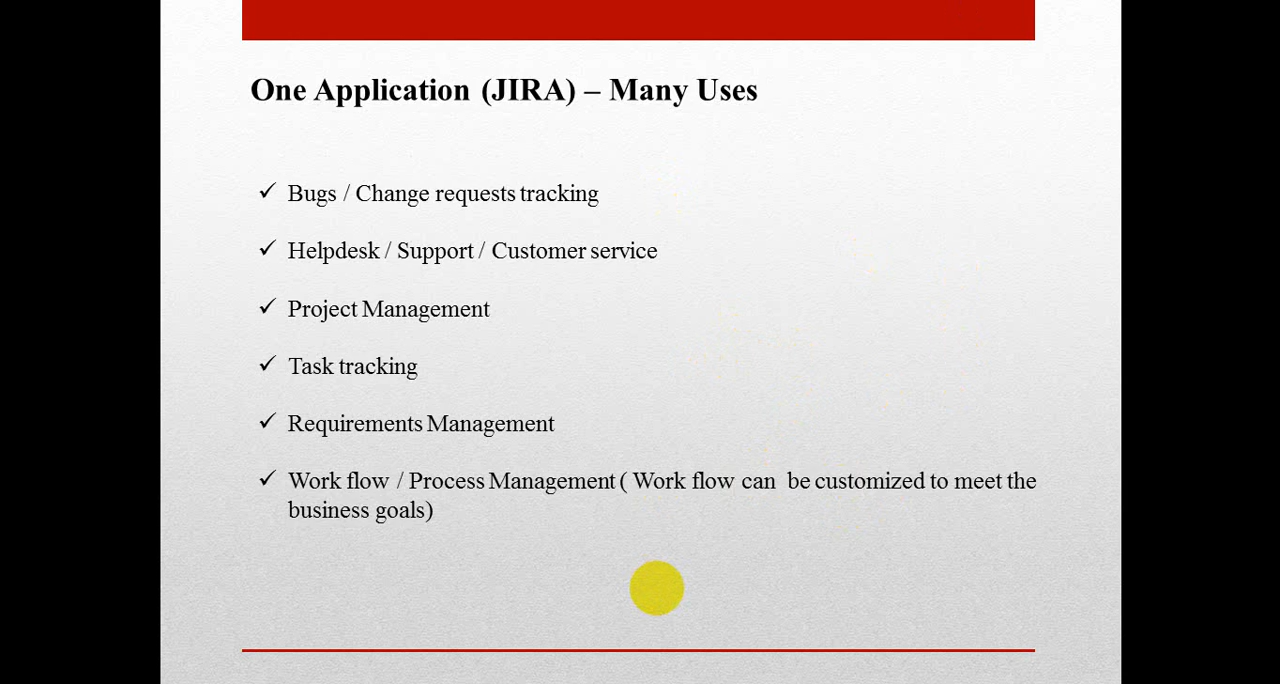 One Application (JIRA) – Many Uses
✓ Bugs / Change requests tracking
✓ Helpdesk / Support / Customer service
✓ Project Management
✓ Task tracking
✓ Requirements Management
✓ Work flow / Process Management ( Work flow can  be customized to meet the
business goals)